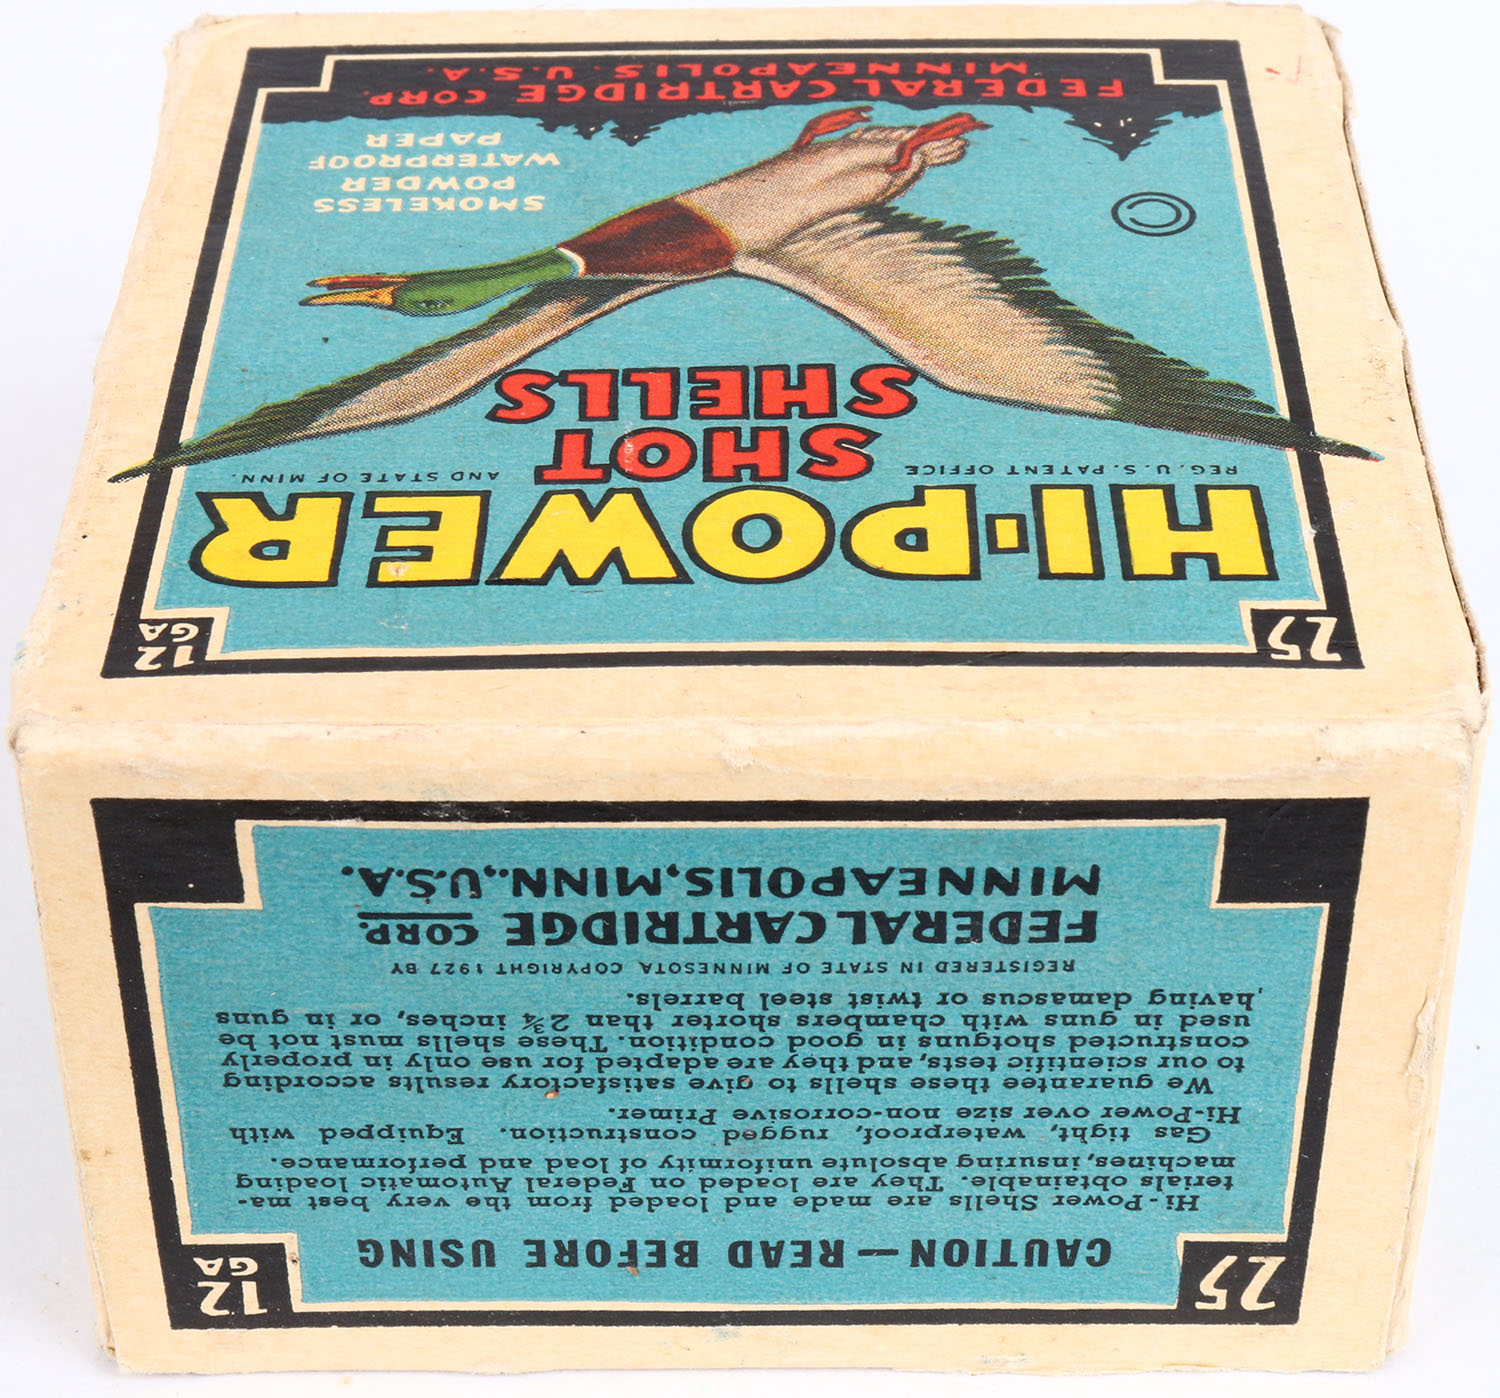 25
12
GA
HI-POWER
REG. U.S. PATENT OFFICE
AND STATE OF MINN.
SHOT
SHELLS
©
SMOKELESS
POWDER
WATERPROOF
PAPER
FEDERAL CARTRIDGE CORP.
MINNEAPOLIS. U.S.A.
25
12
GA
CAUTION — READ BEFORE USING
Hi-Power Shells are made and loaded from the very best ma-
terials obtainable. They are loaded on Federal Automatic loading
machines, insuring absolute uniformity of load and performance.
Gas tight, waterproof, rugged construction. Equipped with
Hi-Power over size non-corrosive Primer.
We guarantee these shells to give satisfactory results according
to our scientific tests, and they are adapted for use only in properly
constructed shotguns in good condition. These shells must not be
used in guns with chambers shorter than 2¾ inches, or in guns
having damascus or twist steel barrels.
REGISTERED IN STATE OF MINNESOTA COPYRIGHT 1927 BY
FEDERAL CARTRIDGE CORP.
MINNEAPOLIS, MINN., U.S.A.